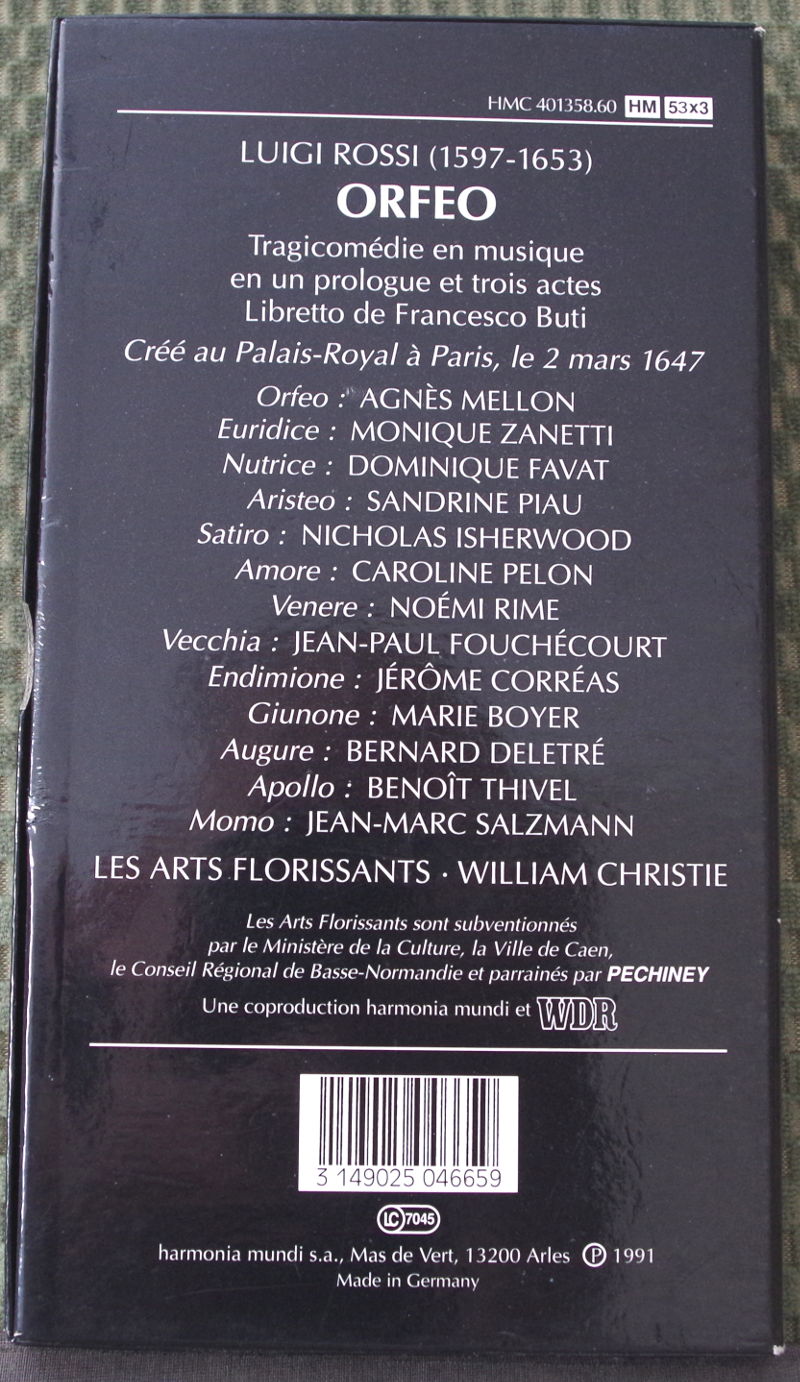 HMC 401358.60 HM 53x3
LUIGI ROSSI (1597-1653)
ORFEO
Tragicomédie en musique
en un prologue et trois actes
Libretto de Francesco Buti
Créé au Palais-Royal à Paris, le 2 mars 1647
Orfeo : AGNÈS MELLON
Euridice : MONIQUE ZANETTI
Nutrice : DOMINIQUE FAVAT
Aristeo : SANDRINE PIAU
Satiro : NICHOLAS ISHERWOOD
Amore : CAROLINE PELON
Venere : NOÉMI RIME
Vecchia : JEAN-PAUL FOUCHÉCOURT
Endimione : JÉRÔME CORRÉAS
Giunone : MARIE BOYER
Augure : BERNARD DELETRÉ
Apollo : BENOÎT THIVEL
Momo : JEAN-MARC SALZMANN
LES ARTS FLORISSANTS · WILLIAM CHRISTIE
Les Arts Florissants sont subventionnés
par le Ministère de la Culture, la Ville de Caen,
le Conseil Régional de Basse-Normandie et parrainés par PECHINEY
Une coproduction harmonia mundi et WDR
3 149025 046659
LC 7045
harmonia mundi s.a., Mas de Vert, 13200 Arles ℗ 1991
Made in Germany